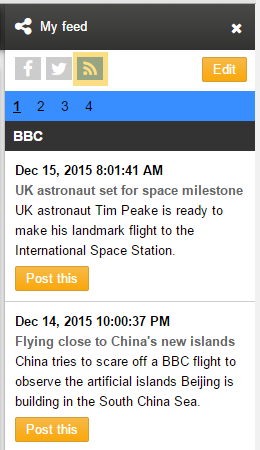 My feed
Edit
1 2 3 4
BBC
Dec 15, 2015 8:01:41 AM
UK astronaut set for space milestone
UK astronaut Tim Peake is ready to
make his landmark flight to the
International Space Station.
Post this
Dec 14, 2015 10:00:37 PM
Flying close to China's new islands
China tries to scare off a BBC flight to
observe the artificial islands Beijing is
building in the South China Sea.
Post this